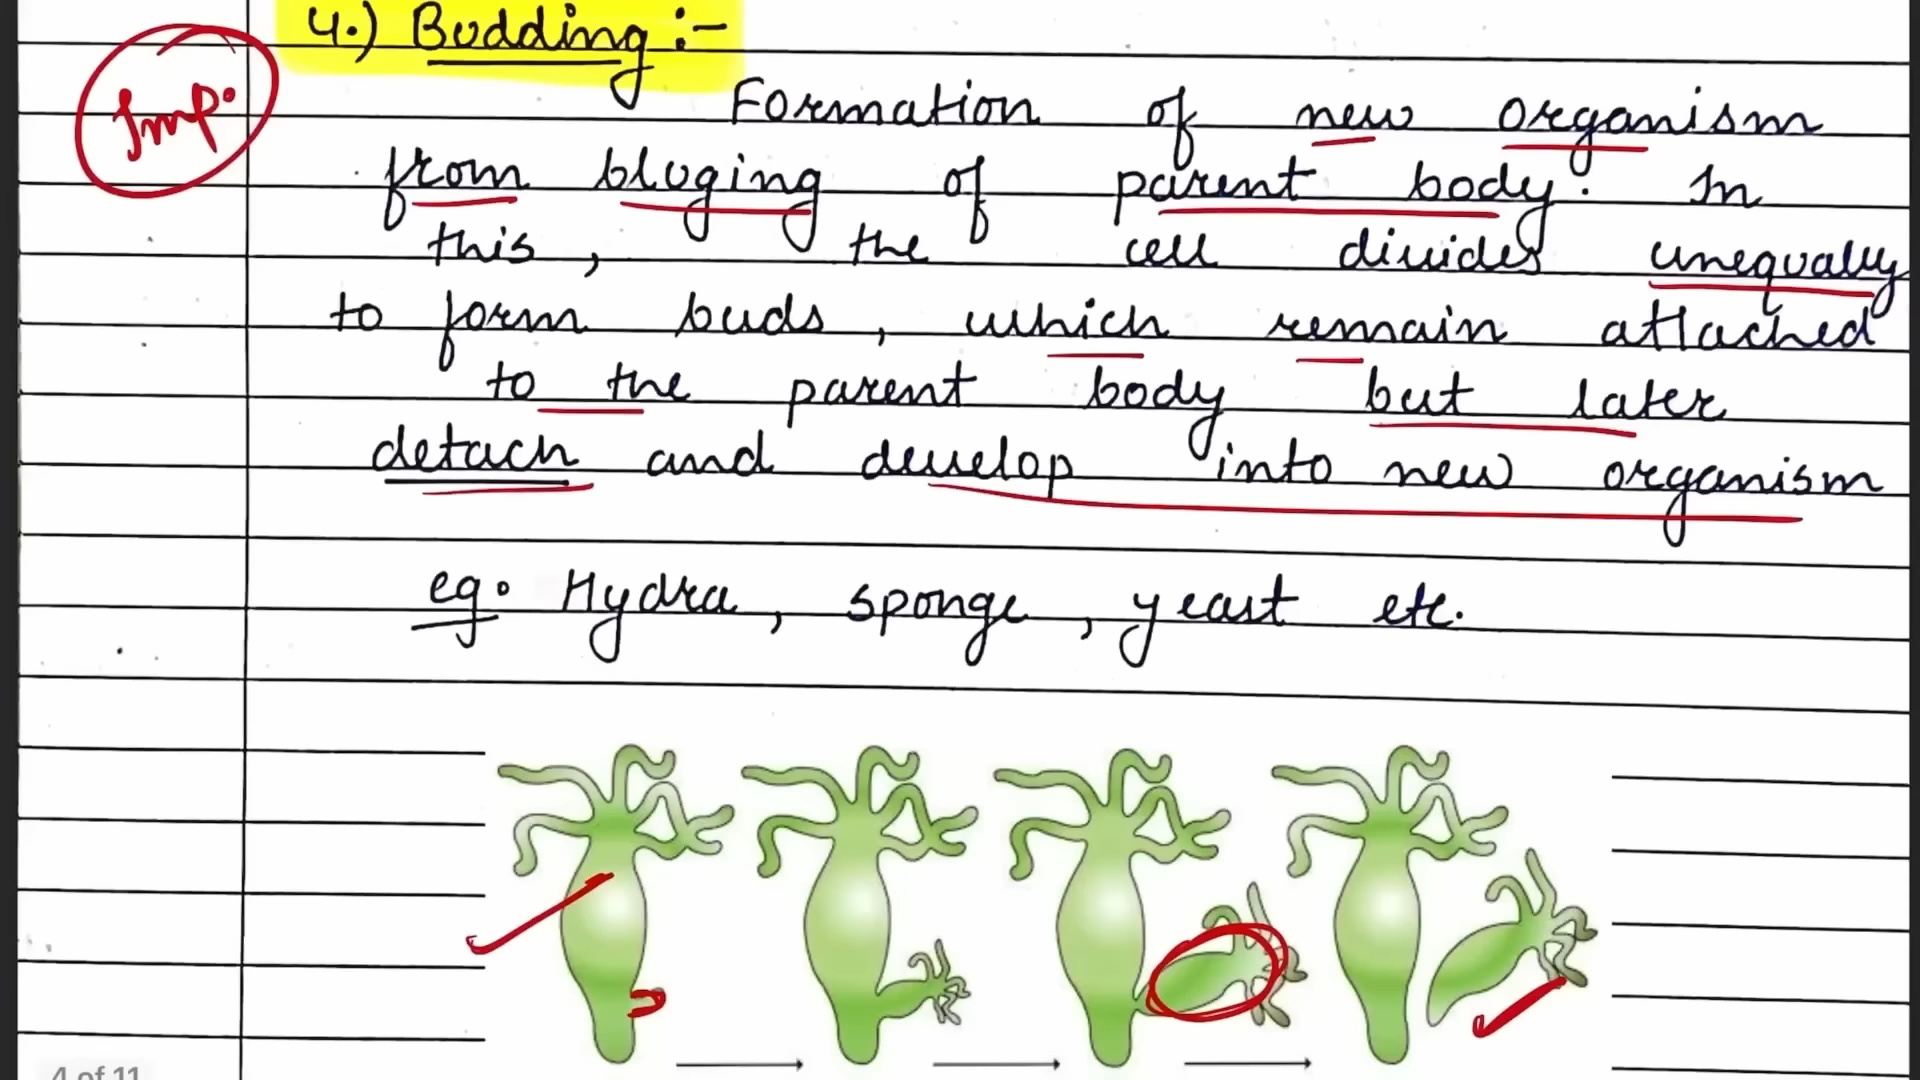 4.) Budding :-
Imp.
Formation of new organism
from bluging of parent body. In
this, the cell divides unequally
to form buds, which remain attached
to the parent body but later
detach and develop into new organism
eg. Hydra, sponge, yeast etc.
4 of 11